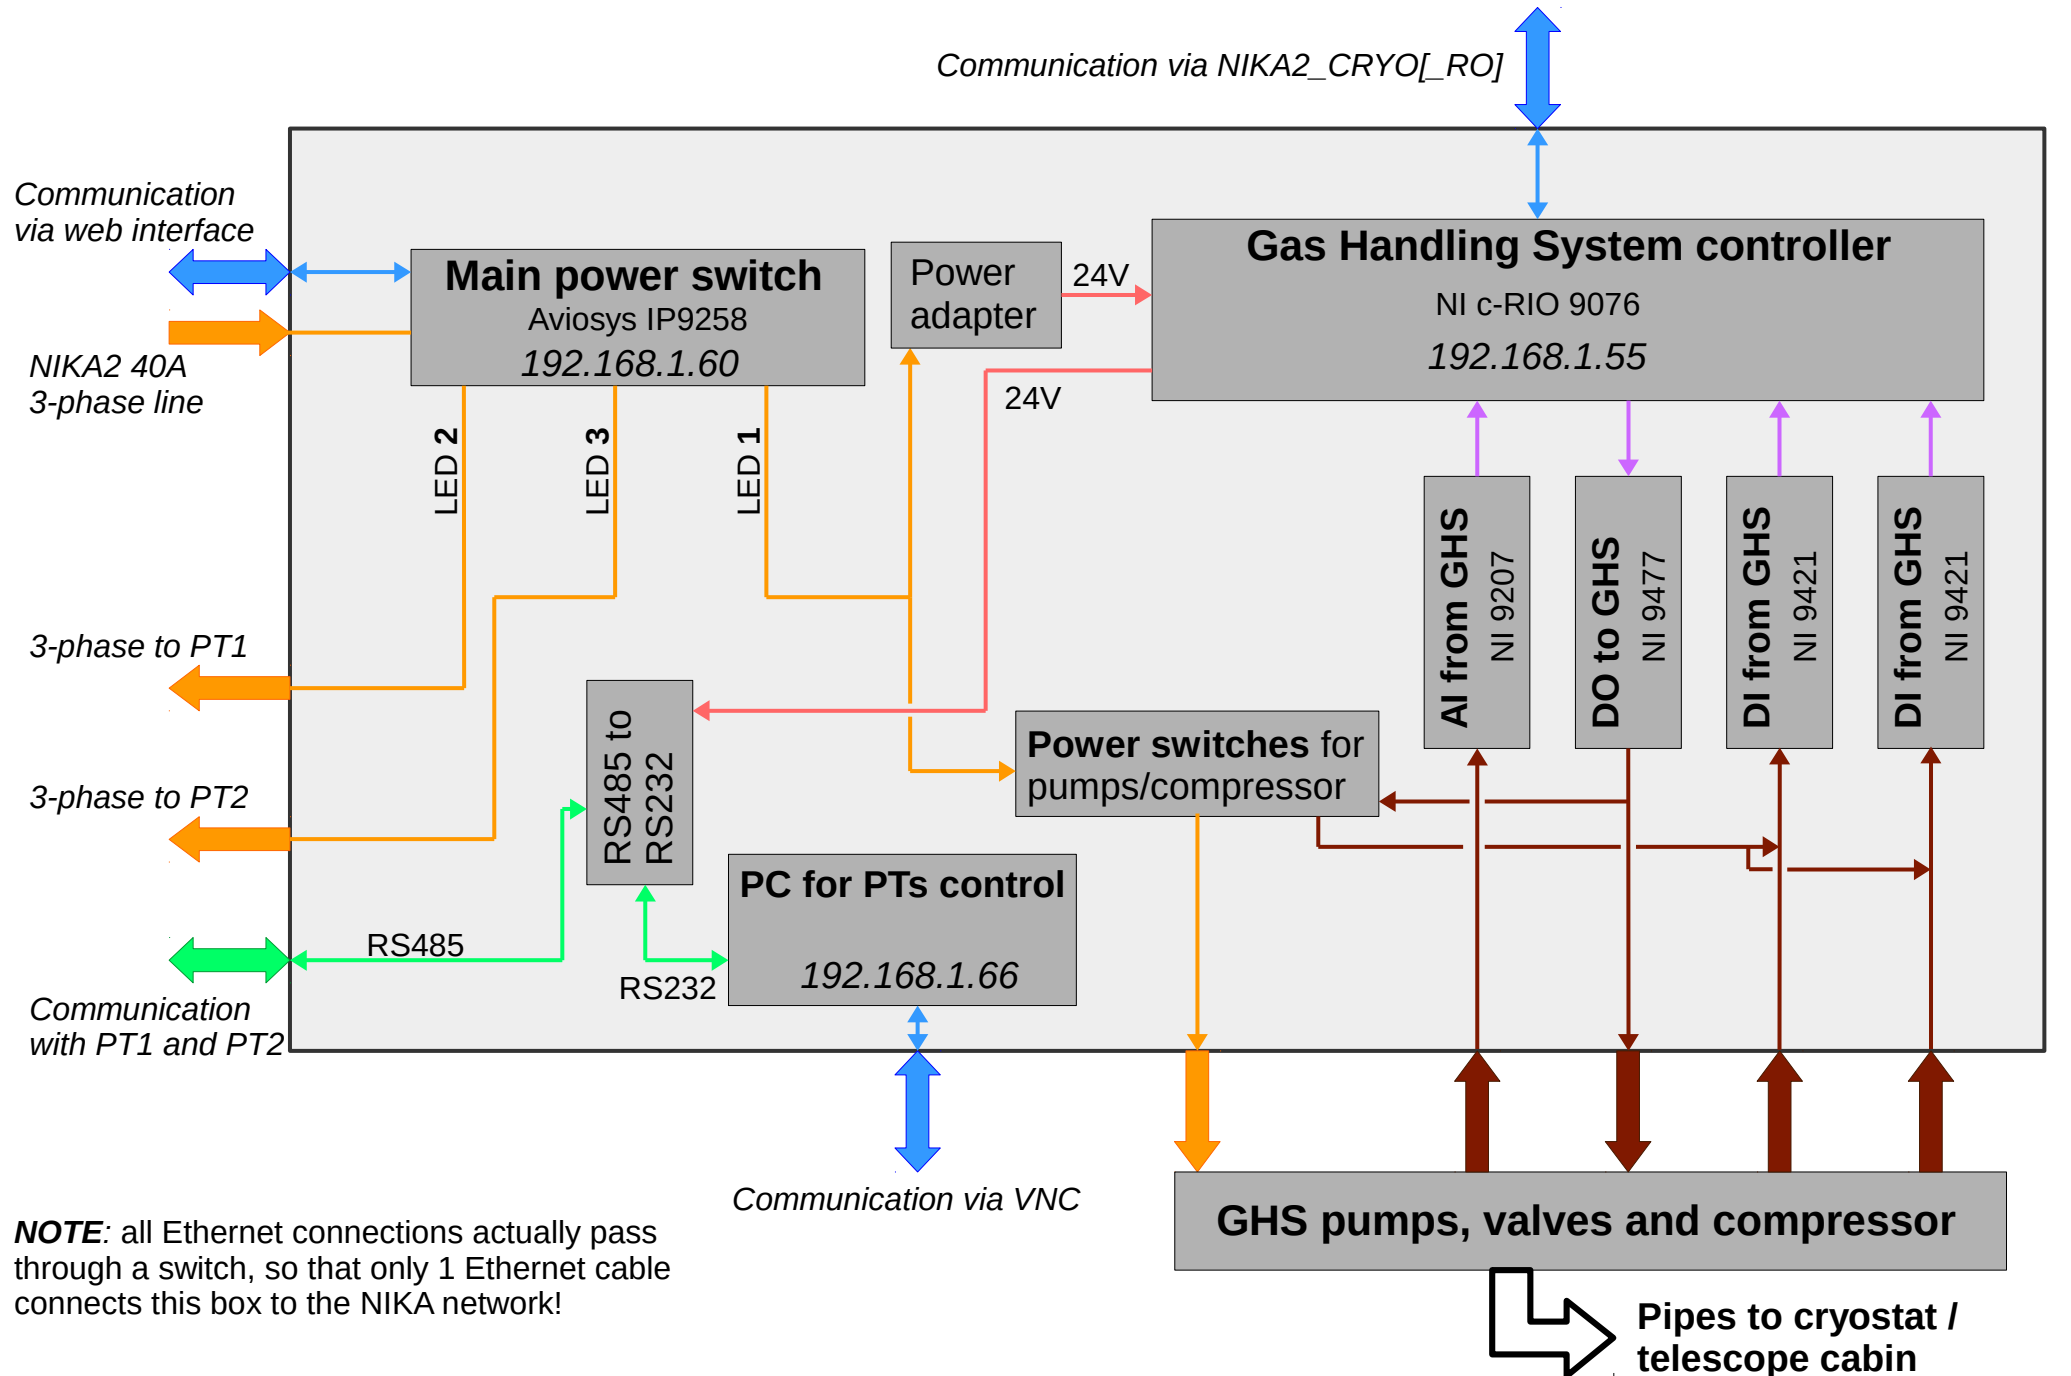 Communication via NIKA2_CRYO[_RO]
Communication
via web interface
NIKA2 40A
3-phase line
Main power switch
Aviosys IP9258
192.168.1.60
Power
adapter
24V
24V
Gas Handling System controller
NI c-RIO 9076
192.168.1.55
LED 2
LED 3
LED 1
AI from GHS
NI 9207
DO to GHS
NI 9477
DI from GHS
NI 9421
DI from GHS
NI 9421
3-phase to PT1
3-phase to PT2
RS485 to
RS232
Power switches for
pumps/compressor
PC for PTs control
192.168.1.66
RS485
RS232
Communication
with PT1 and PT2
Communication via VNC
GHS pumps, valves and compressor
NOTE: all Ethernet connections actually pass
through a switch, so that only 1 Ethernet cable
connects this box to the NIKA network!
Pipes to cryostat /
telescope cabin